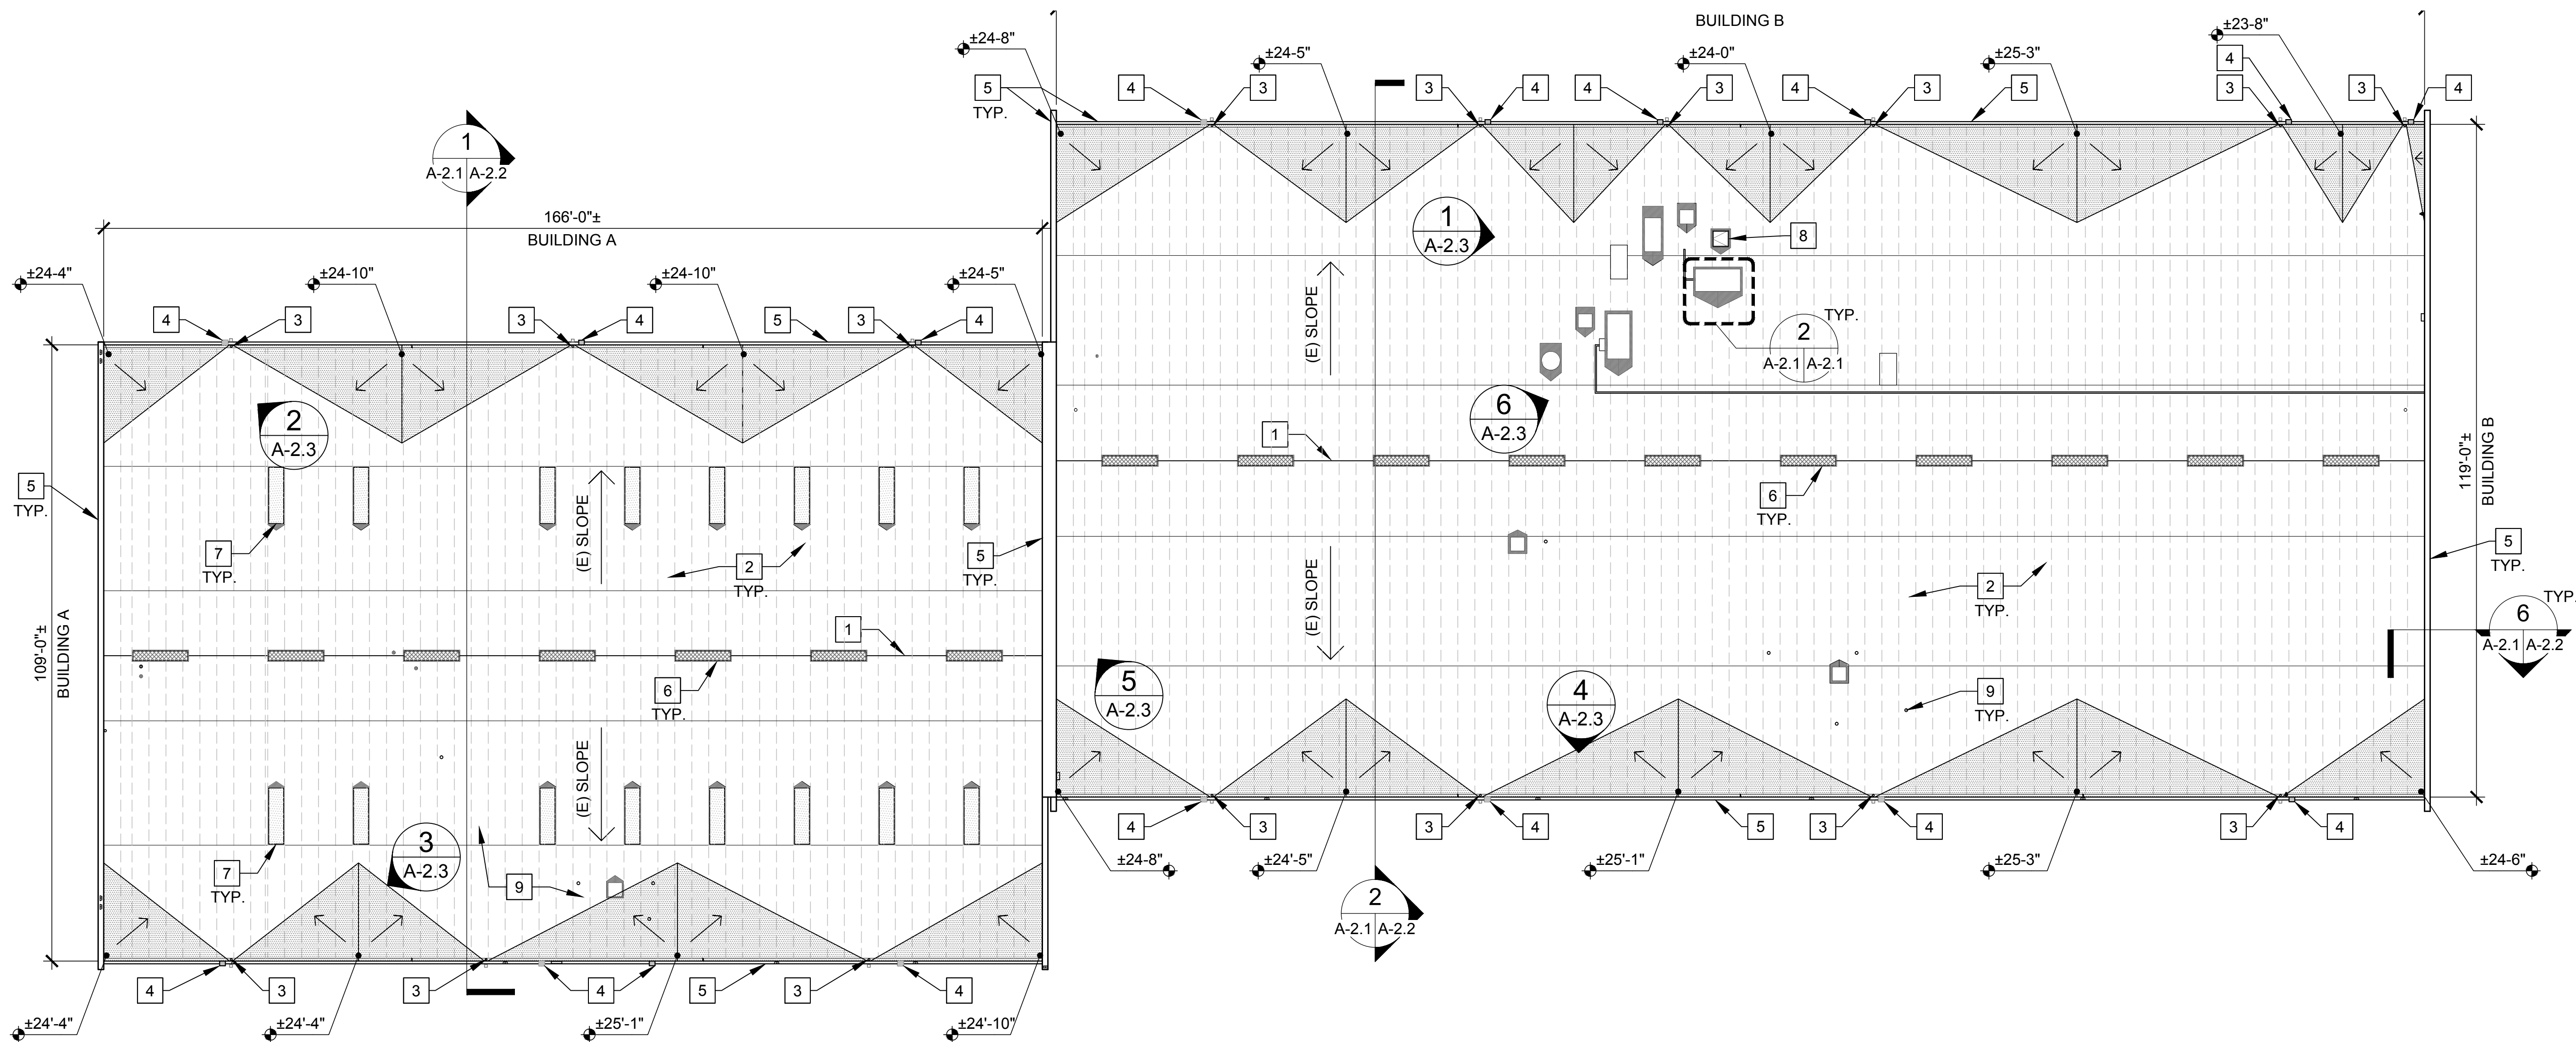 BUILDING B
±24-8"
±24-5"
±24-0"
±25-3"
±23-8"
5
TYP.
4
3
3
4
4
3
4
3
5
4
3
3
4
1
A-2.1
A-2.2
166'-0"±
BUILDING A
1
A-2.3
8
±24-4"
±24-10"
±24-10"
±24-5"
4
3
3
4
5
3
4
(E) SLOPE
2
TYP.
A-2.1
A-2.1
2
A-2.3
6
A-2.3
1
119'-0"±
BUILDING B
5
TYP.
6
TYP.
7
TYP.
(E) SLOPE
2
TYP.
5
TYP.
(E) SLOPE
2
TYP.
5
TYP.
109'-0"±
BUILDING A
1
6
TYP.
6
TYP.
A-2.1
A-2.2
5
A-2.3
4
A-2.3
9
TYP.
(E) SLOPE
3
A-2.3
7
TYP.
9
4
3
3
4
5
3
4
3
4
±24-8"
±24'-5"
±25'-1"
±25-3"
±24-6"
2
A-2.1
A-2.2
4
3
3
4
5
3
4
±24'-4"
±24'-4"
±25'-1"
±24'-10"